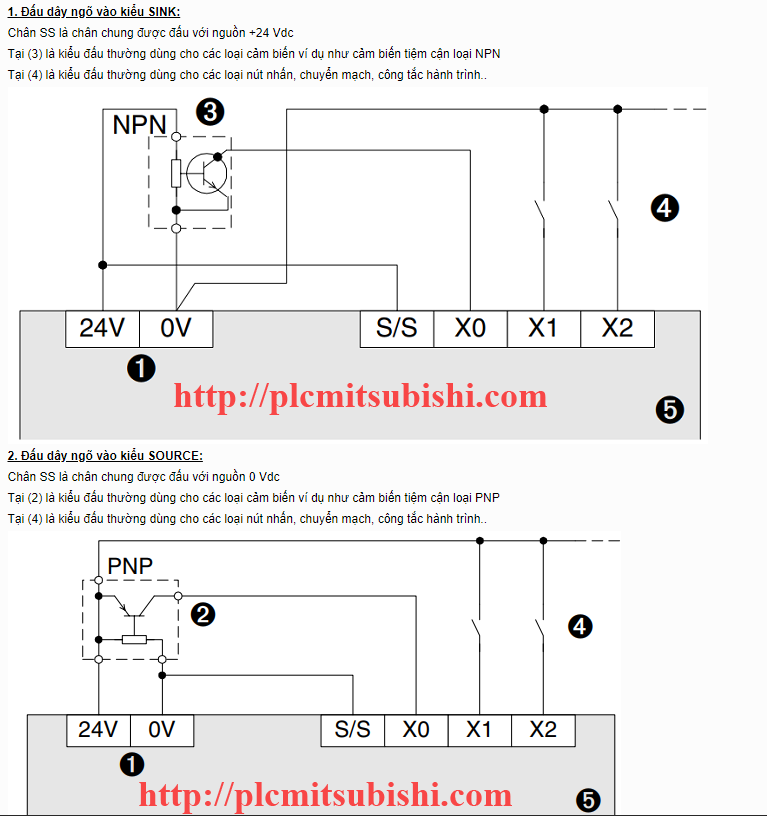 1. Đấu dây ngõ vào kiểu SINK:
Chân SS là chân chung được đấu với nguồn +24 Vdc
Tại (3) là kiểu đấu thường dùng cho các loại cảm biến ví dụ như cảm biến tiệm cận loại NPN
Tại (4) là kiểu đấu thường dùng cho các loại nút nhấn, chuyển mạch, công tắc hành trình..
NPN 3
4
24V 0V S/S X0 X1 X2
1
http://plcmitsubishi.com
5
2. Đấu dây ngõ vào kiểu SOURCE:
Chân SS là chân chung được đấu với nguồn 0 Vdc
Tại (2) là kiểu đấu thường dùng cho các loại cảm biến ví dụ như cảm biến tiệm cận loại PNP
Tại (4) là kiểu đấu thường dùng cho các loại nút nhấn, chuyển mạch, công tắc hành trình..
PNP
2
4
24V 0V S/S X0 X1 X2
1
http://plcmitsubishi.com
5